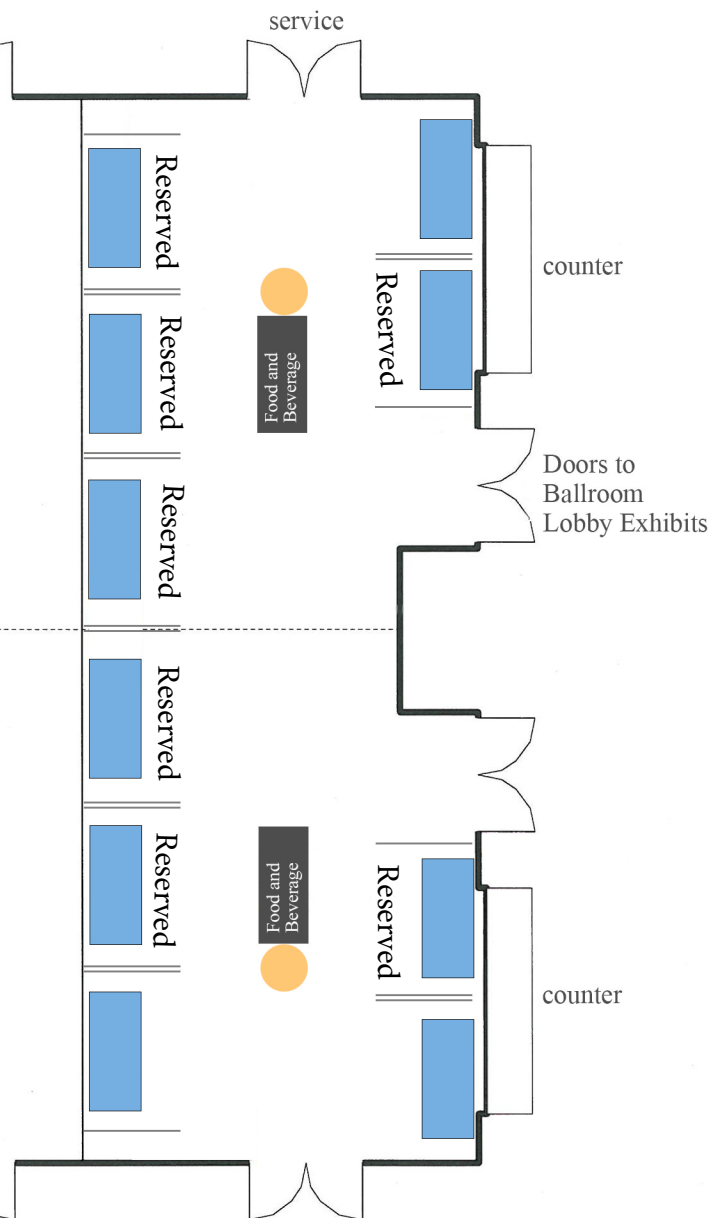 service
Reserved
counter
Reserved
Reserved
Food and
Beverage
Doors to
Ballroom
Lobby Exhibits
Reserved
Reserved
Reserved
Food and
Beverage
Reserved
counter